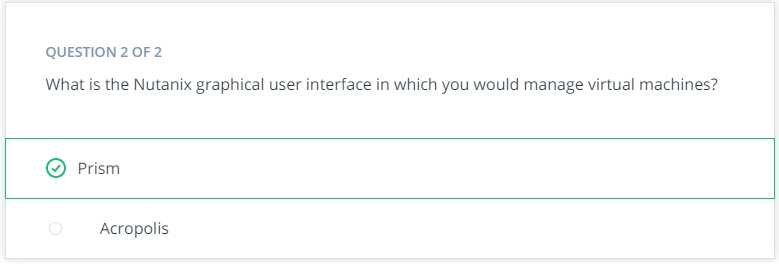 QUESTION 2 OF 2
What is the Nutanix graphical user interface in which you would manage virtual machines?
Prism
Acropolis